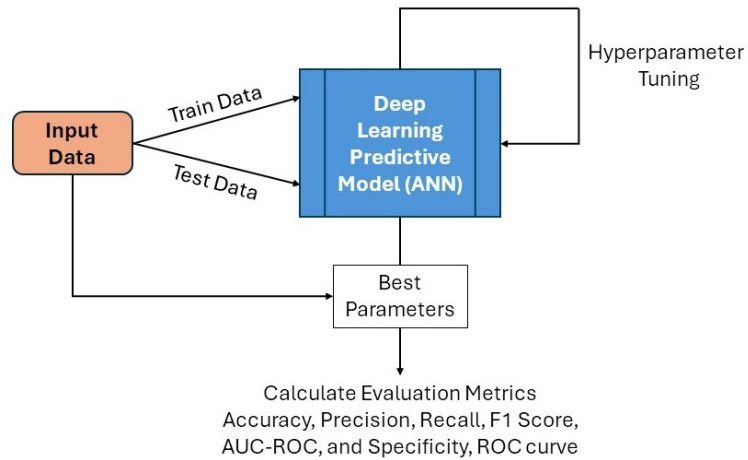 Input
Data
Train Data
Test Data
Deep
Learning
Predictive
Model (ANN)
Hyperparameter
Tuning
Best
Parameters
Calculate Evaluation Metrics
Accuracy, Precision, Recall, F1 Score,
AUC-ROC, and Specificity, ROC curve